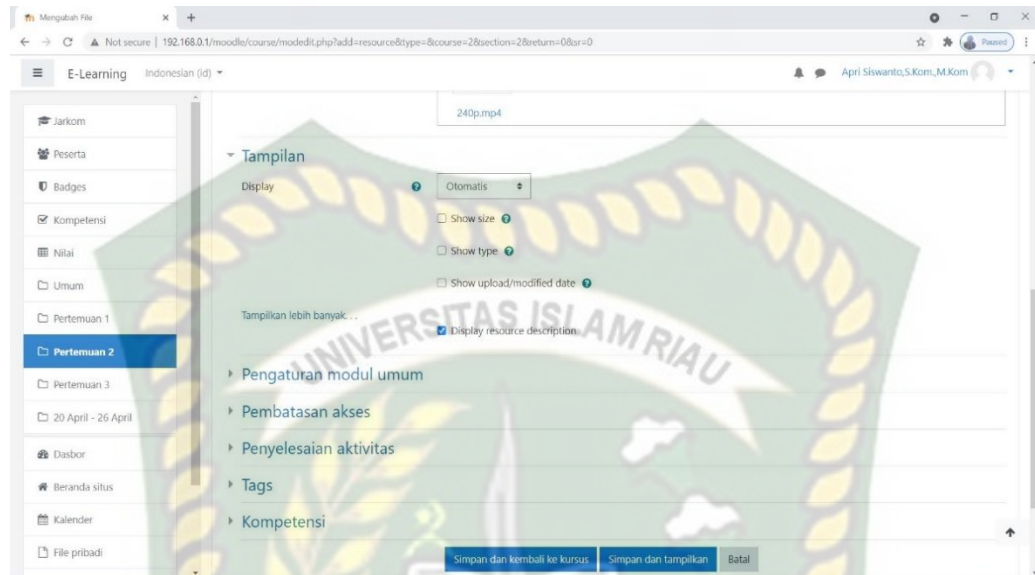 Mengubah File
Not secure | 192.168.0.1/moodle/course/modedit.php?add=resource&type=&course=2&section=2&return=0&sr=0
Paused
E-Learning Indonesian (id)
Apri Siswanto,S.Kom.,M.Kom
Jarkom
Peserta
Badges
Kompetensi
Nilai
Umum
Pertemuan 1
Pertemuan 2
Pertemuan 3
20 April - 26 April
Dasbor
Beranda situs
Kalender
File pribadi
240p.mp4
Tampilan
Display Otomatis
Show size
Show type
Show upload/modified date
Tampilkan lebih banyak. . .
Display resource description
UNIVERSITAS ISLAM RIAU
Pengaturan modul umum
Pembatasan akses
Penyelesaian aktivitas
Tags
Kompetensi
Simpan dan kembali ke kursus Simpan dan tampilkan Batal